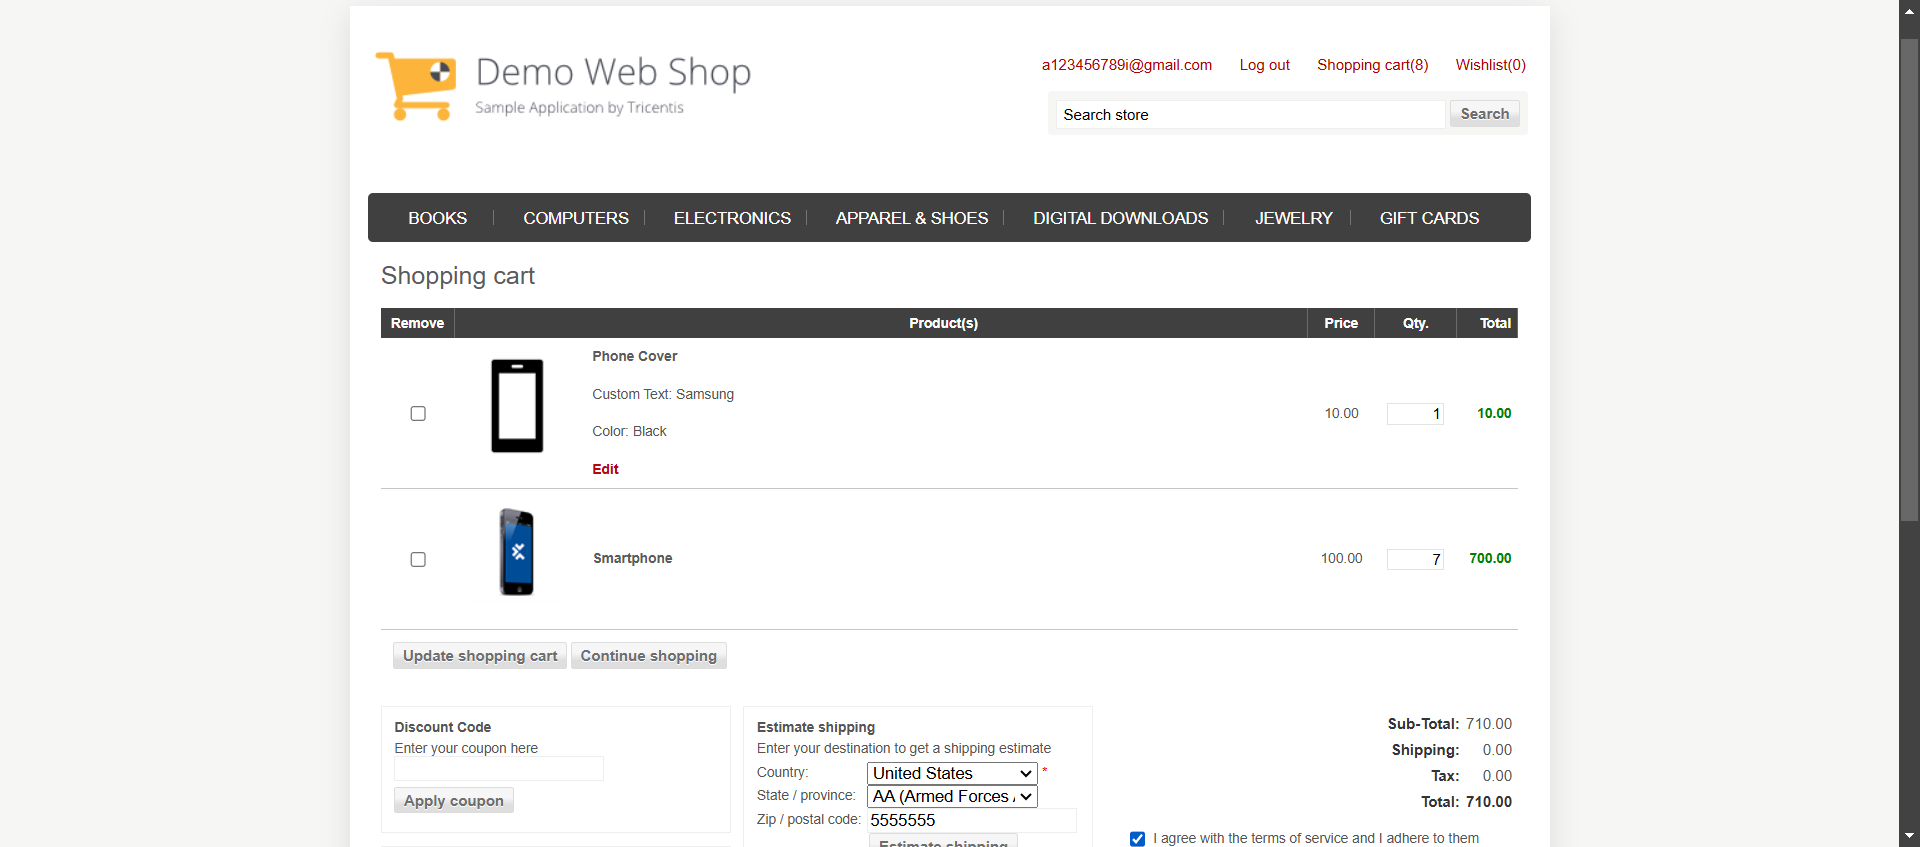 Demo Web Shop
Sample Application by Tricentis
a123456789i@gmail.com Log out Shopping cart(8) Wishlist(0)
Search store Search
BOOKS COMPUTERS ELECTRONICS APPAREL & SHOES DIGITAL DOWNLOADS JEWELRY GIFT CARDS
Shopping cart
Remove Product(s) Price Qty. Total
Phone Cover
Custom Text: Samsung
10.00 1 10.00
Color: Black
Edit
Smartphone 100.00 7 700.00
Update shopping cart Continue shopping
Discount Code
Enter your coupon here
Apply coupon
Estimate shipping
Enter your destination to get a shipping estimate
Country: United States *
State / province: AA (Armed Forces
Zip / postal code: 5555555
Estimate shipping
Sub-Total: 710.00
Shipping: 0.00
Tax: 0.00
Total: 710.00
I agree with the terms of service and I adhere to them